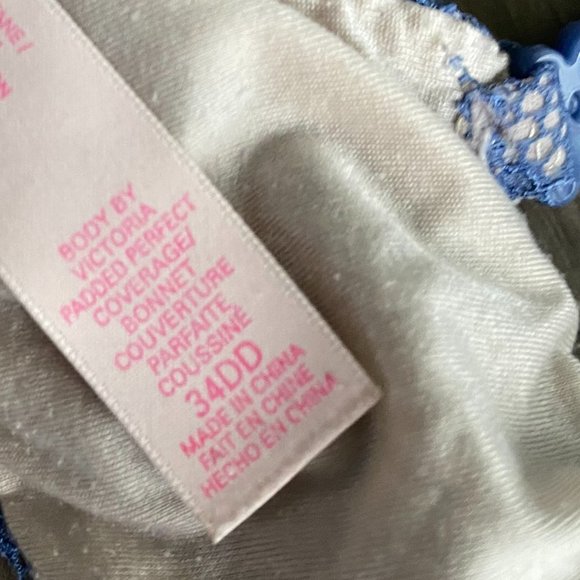 BODY BY
VICTORIA
PADDED PERFECT
COVERAGE/
BONNET
COUVERTURE
PARFAITE
COUSSINÉ
34DD
MADE IN CHINA
FAIT EN CHINE
HECHO EN CHINA